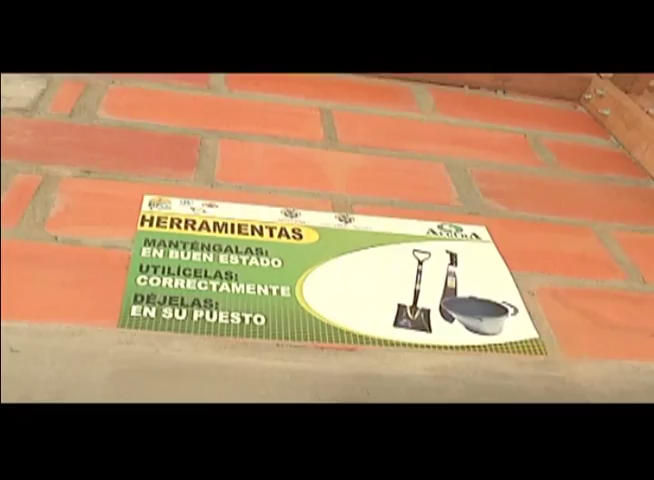 HERRAMIENTAS
MANTÉNGALAS:
EN BUEN ESTADO
UTILÍCELAS:
CORRECTAMENTE
DÉJELAS:
EN SU PUESTO